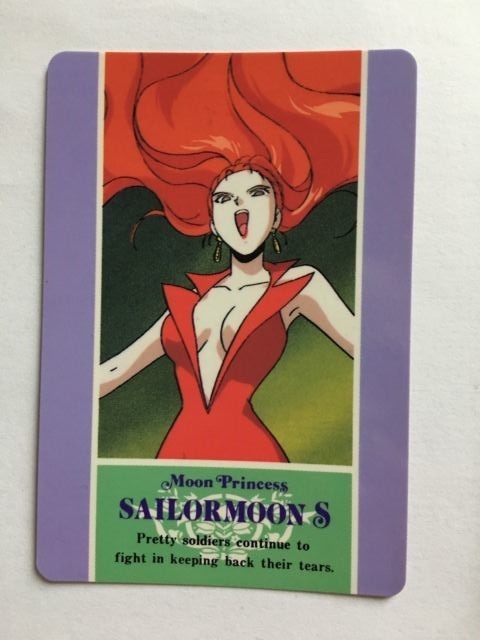 Moon Princess
SAILORMOON S
Pretty soldiers continue to
fight in keeping back their tears.